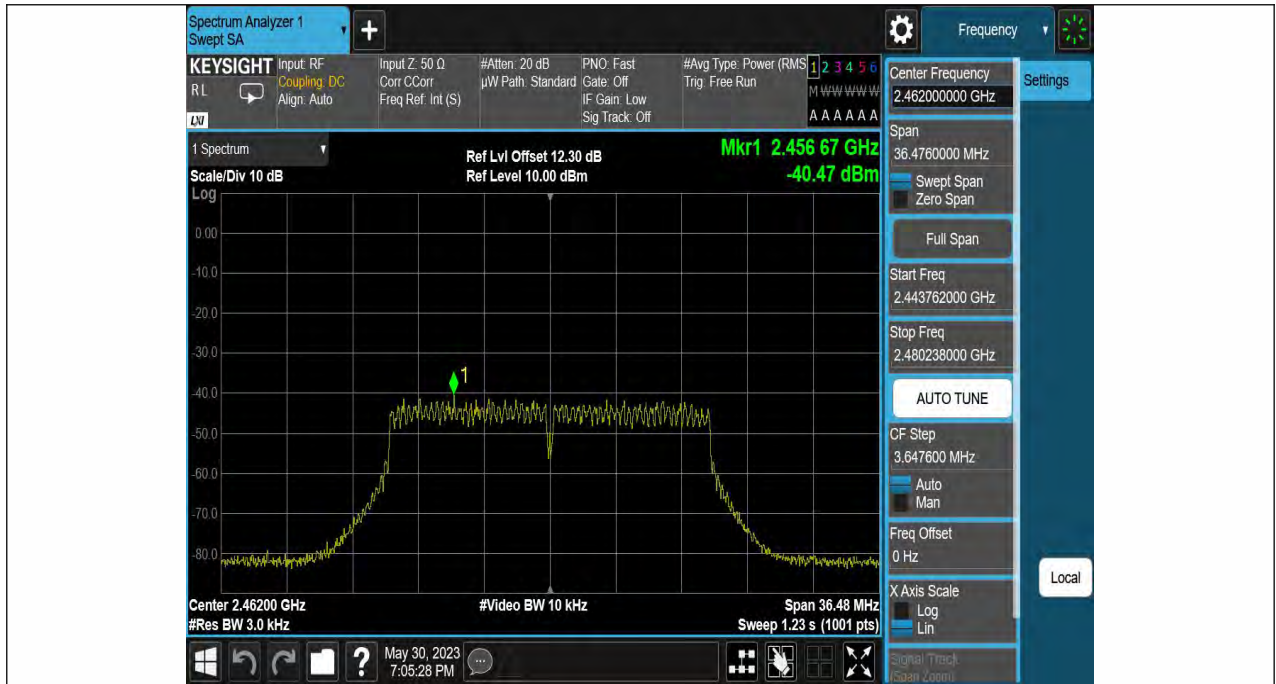 Spectrum Analyzer 1
Swept SA
+
Frequency
KEYSIGHT
RL
LXI
Input: RF
Coupling: DC
Align: Auto
Input Z: 50 Ω
Corr CCorr
Freq Ref: Int (S)
#Atten: 20 dB
µW Path: Standard
PNO: Fast
Gate: Off
IF Gain: Low
Sig Track: Off
#Avg Type: Power (RMS
Trig: Free Run
1 2 3 4 5 6
M W W W W W
A A A A A A
1 Spectrum
Scale/Div 10 dB
Log
Ref Lvl Offset 12.30 dB
Ref Level 10.00 dBm
Mkr1 2.456 67 GHz
-40.47 dBm
0.00
-10.0
-20.0
-30.0
-40.0
-50.0
-60.0
-70.0
-80.0
1
Center 2.46200 GHz
#Res BW 3.0 kHz
#Video BW 10 kHz
Span 36.48 MHz
Sweep 1.23 s (1001 pts)
Center Frequency
2.462000000 GHz
Settings
Span
36.4760000 MHz
Swept Span
Zero Span
Full Span
Start Freq
2.443762000 GHz
Stop Freq
2.480238000 GHz
AUTO TUNE
CF Step
3.647600 MHz
Auto
Man
Freq Offset
0 Hz
X Axis Scale
Log
Lin
Signal Track
(Span Zoom)
Local
?
May 30, 2023
7:05:28 PM